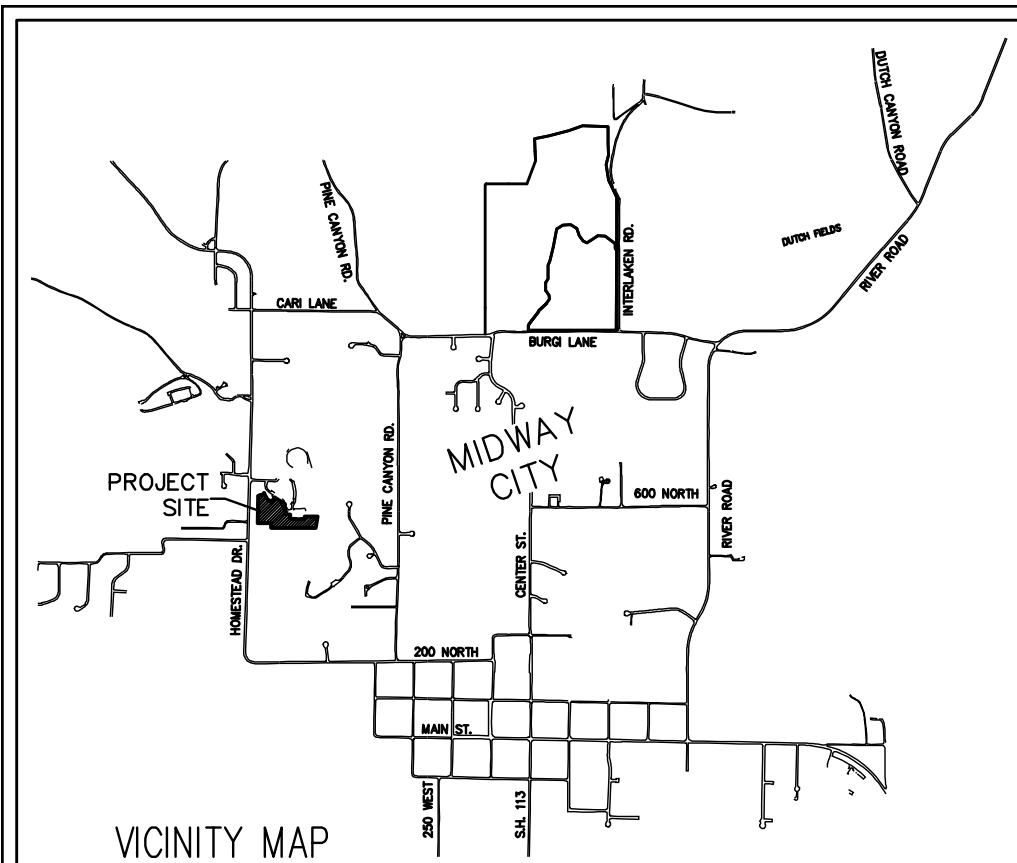 DUTCH CANYON ROAD
PINE CANYON RD.
INTERLAKEN RD.
DUTCH FIELDS
RIVER ROAD
CARI LANE
BURGI LANE
MIDWAY
CITY
PROJECT
SITE
PINE CANYON RD.
600 NORTH
RIVER ROAD
CENTER ST.
HOMESTEAD DR.
200 NORTH
MAIN ST.
250 WEST
S.H. 113
VICINITY MAP